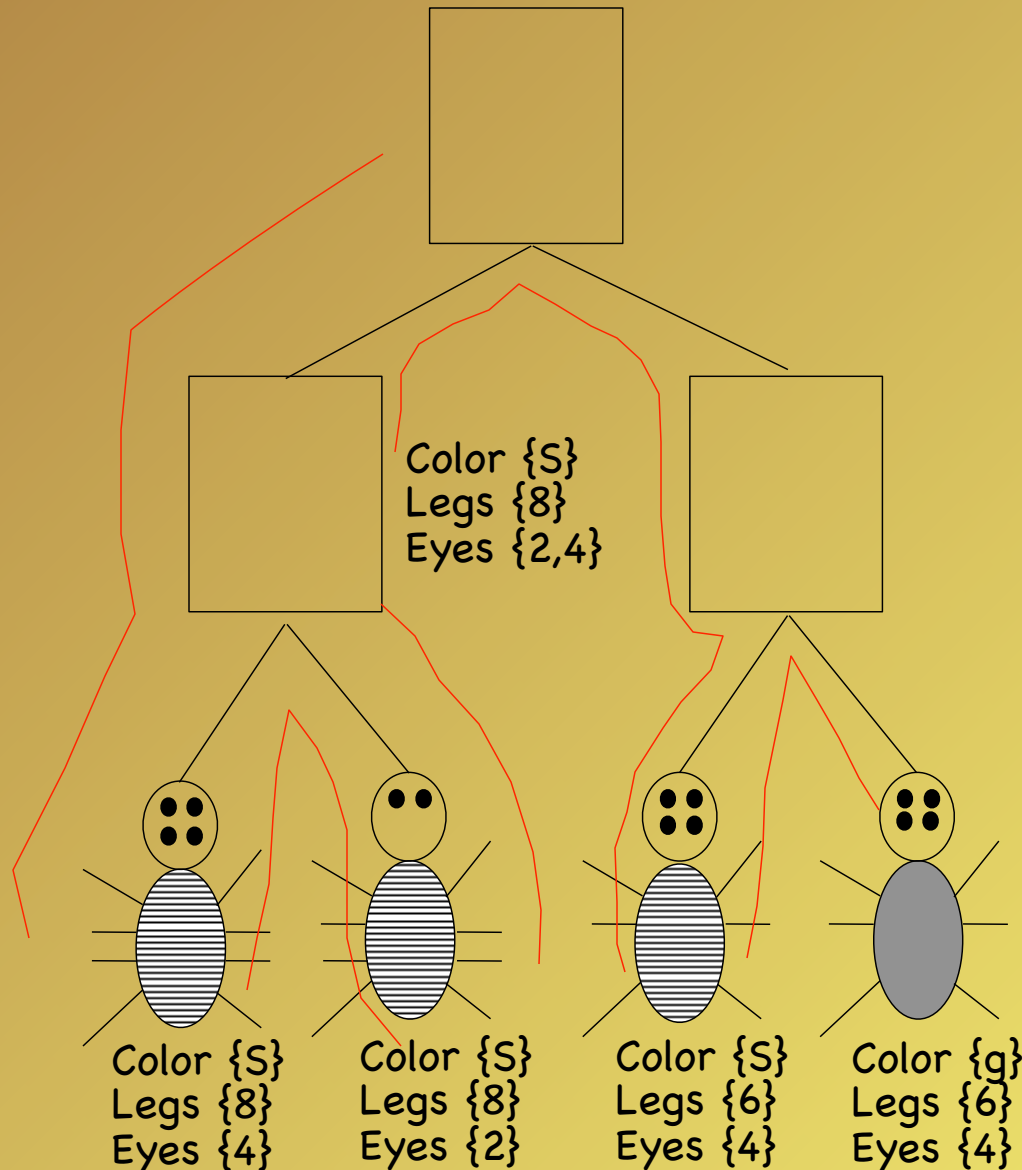 Color {S}
Legs {8}
Eyes {2,4}
Color {S}
Legs {8}
Eyes {4}
Color {S}
Legs {8}
Eyes {2}
Color {S}
Legs {6}
Eyes {4}
Color {g}
Legs {6}
Eyes {4}